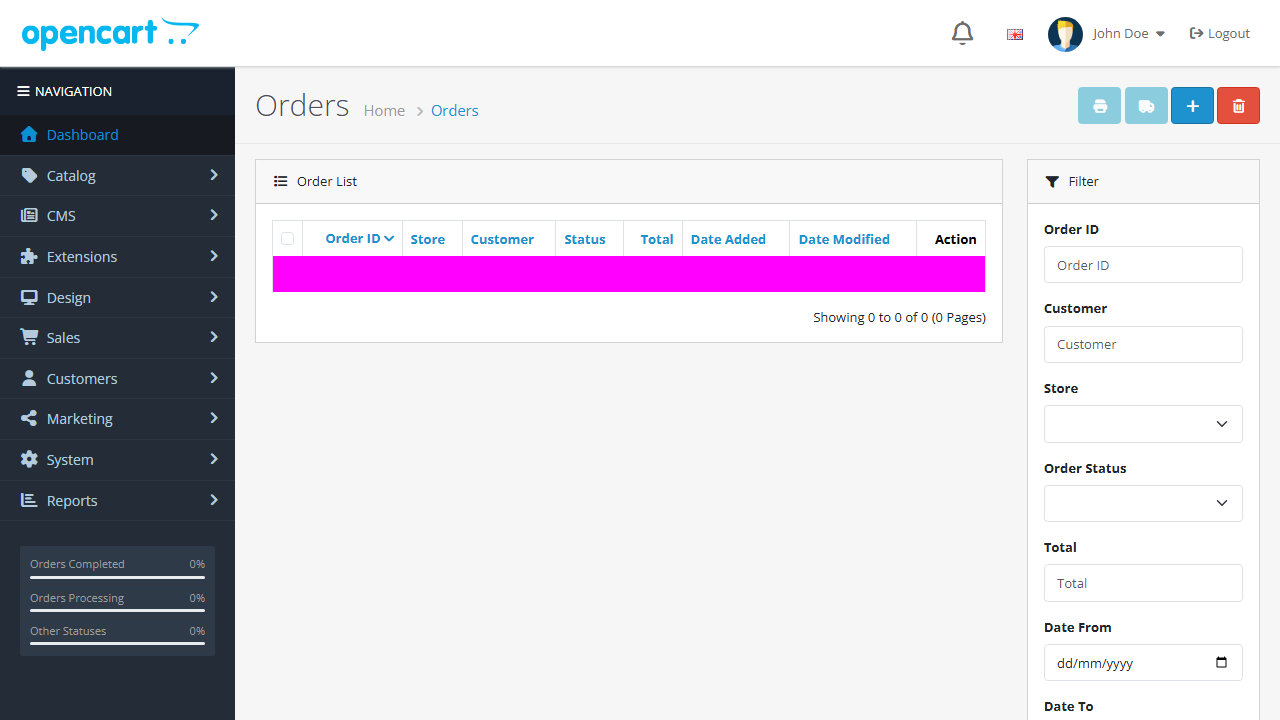 opencart
John Doe
Logout
NAVIGATION
Dashboard
Catalog
CMS
Extensions
Design
Sales
Customers
Marketing
System
Reports
Orders Completed 0%
Orders Processing 0%
Other Statuses 0%
Orders
Home
Orders
Order List
Order ID Store Customer Status Total Date Added Date Modified Action
Showing 0 to 0 of 0 (0 Pages)
Filter
Order ID
Order ID
Customer
Customer
Store
Order Status
Total
Total
Date From
dd/mm/yyyy
Date To